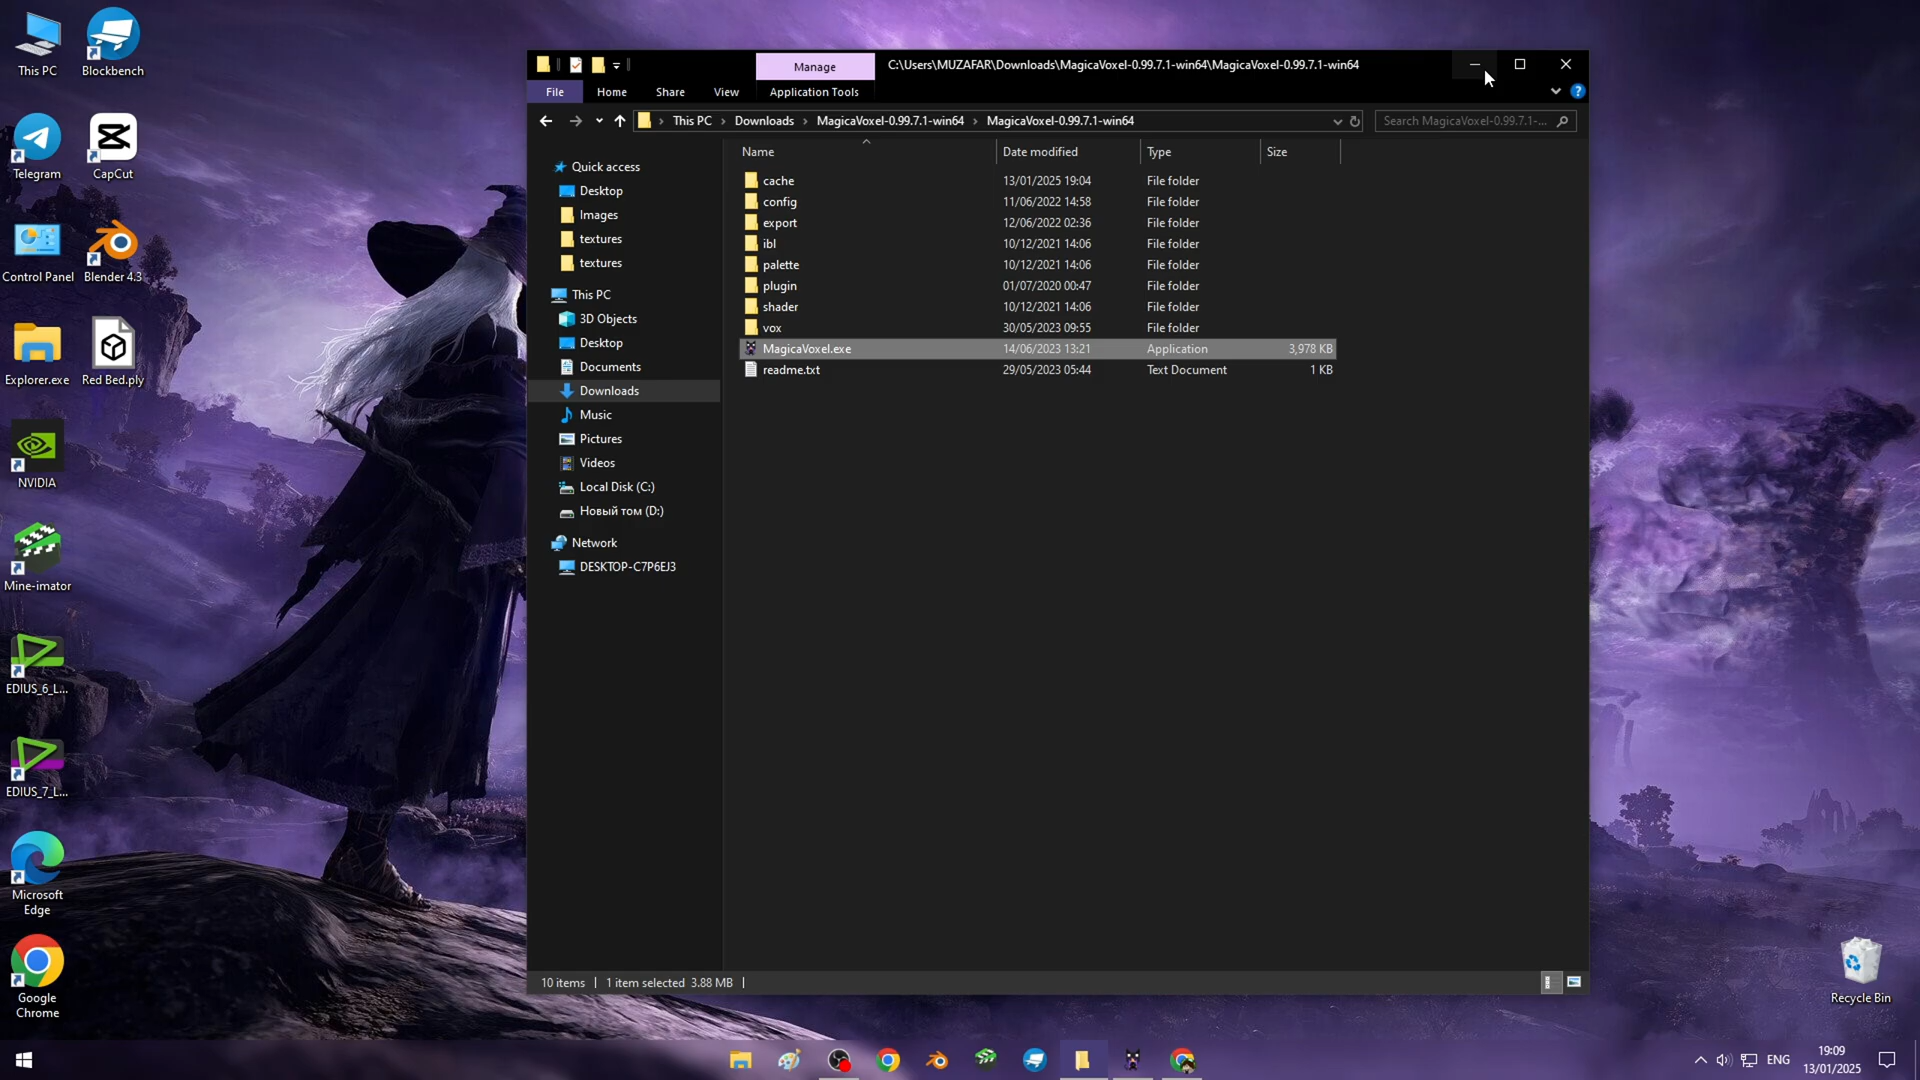 This PC
Blockbench
Telegram
CapCut
Control Panel
Blender 4.3
Explorer.exe
Red Bed.ply
NVIDIA
Mine-imator
EDIUS_6_L...
EDIUS_7_L...
Microsoft
Edge
Google
Chrome
Manage
C:\Users\MUZAFAR\Downloads\MagicaVoxel-0.99.7.1-win64\MagicaVoxel-0.99.7.1-win64
File
Home
Share
View
Application Tools
?
This PC > Downloads > MagicaVoxel-0.99.7.1-win64 > MagicaVoxel-0.99.7.1-win64
Search MagicaVoxel-0.99.7.1-...
Quick access
Desktop
Images
textures
textures
This PC
3D Objects
Desktop
Documents
Downloads
Music
Pictures
Videos
Local Disk (C:)
Новый том (D:)
Network
DESKTOP-C7P6EJ3
Name Date modified Type Size
cache 13/01/2025 19:04 File folder
config 11/06/2022 14:58 File folder
export 12/06/2022 02:36 File folder
ibl 10/12/2021 14:06 File folder
palette 10/12/2021 14:06 File folder
plugin 01/07/2020 00:47 File folder
shader 10/12/2021 14:06 File folder
vox 30/05/2023 09:55 File folder
MagicaVoxel.exe 14/06/2023 13:21 Application 3,978 KB
readme.txt 29/05/2023 05:44 Text Document 1 KB
10 items 1 item selected 3.88 MB
Recycle Bin
ENG
19:09
13/01/2025